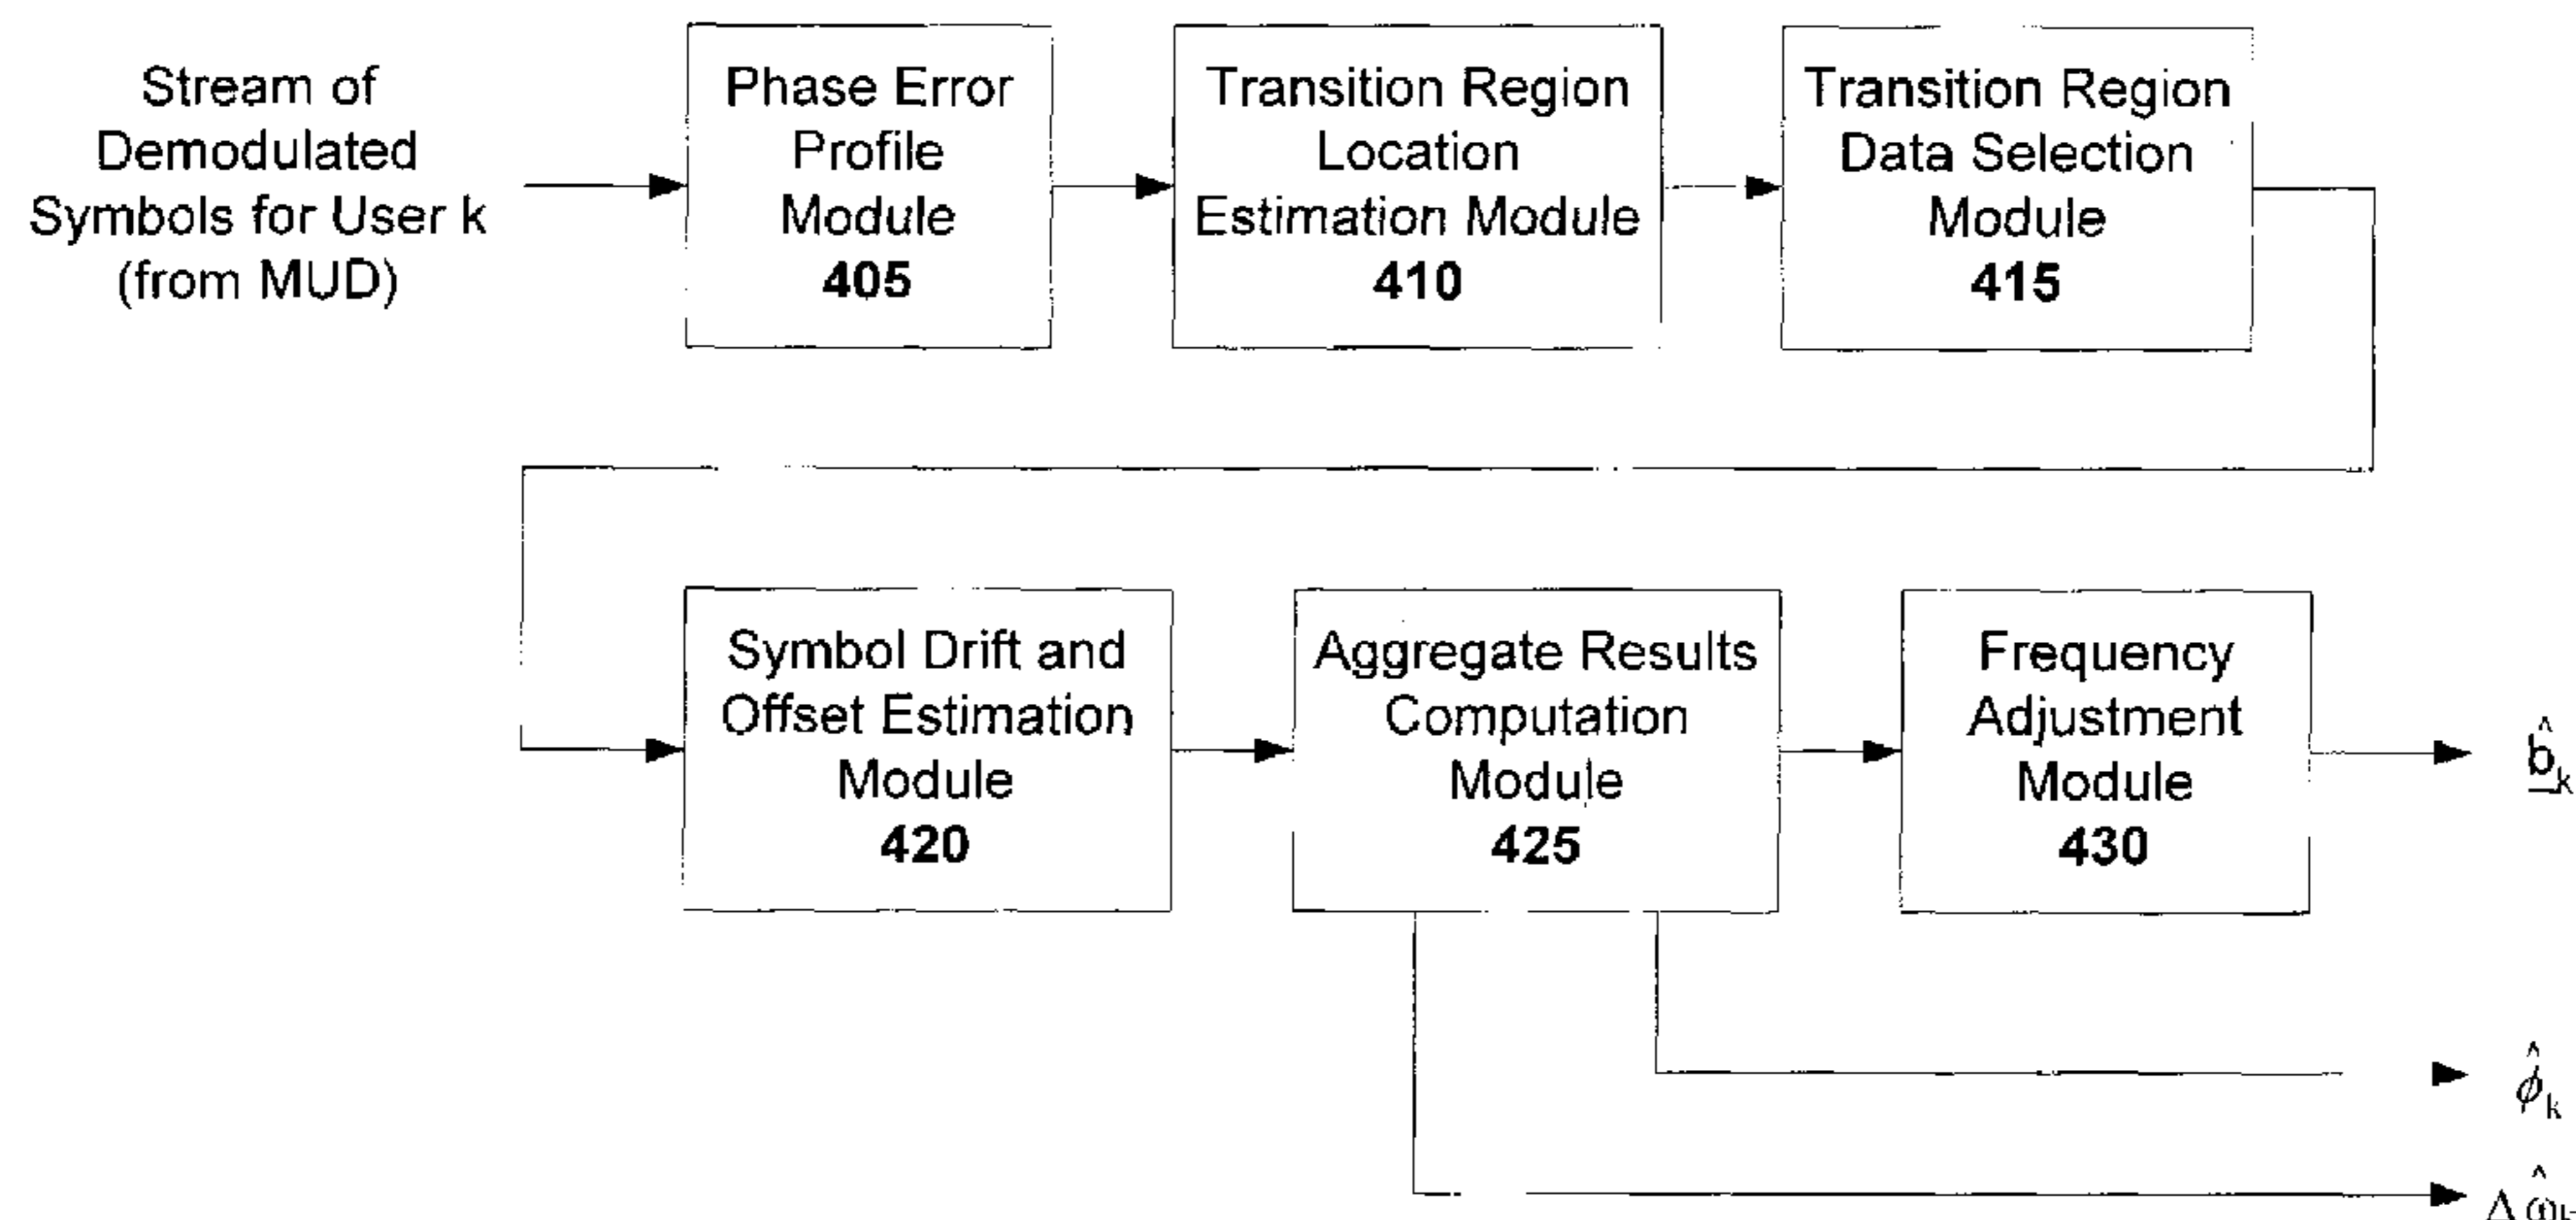 Stream of
Demodulated
Symbols for User k
(from MUD)
Phase Error
Profile
Module
405
Transition Region
Location
Estimation Module
410
Transition Region
Data Selection
Module
415
Symbol Drift and
Offset Estimation
Module
420
Aggregate Results
Computation
Module
425
Frequency
Adjustment
Module
430
b̲̂ₖ
ϕ̂ₖ
Δω̂